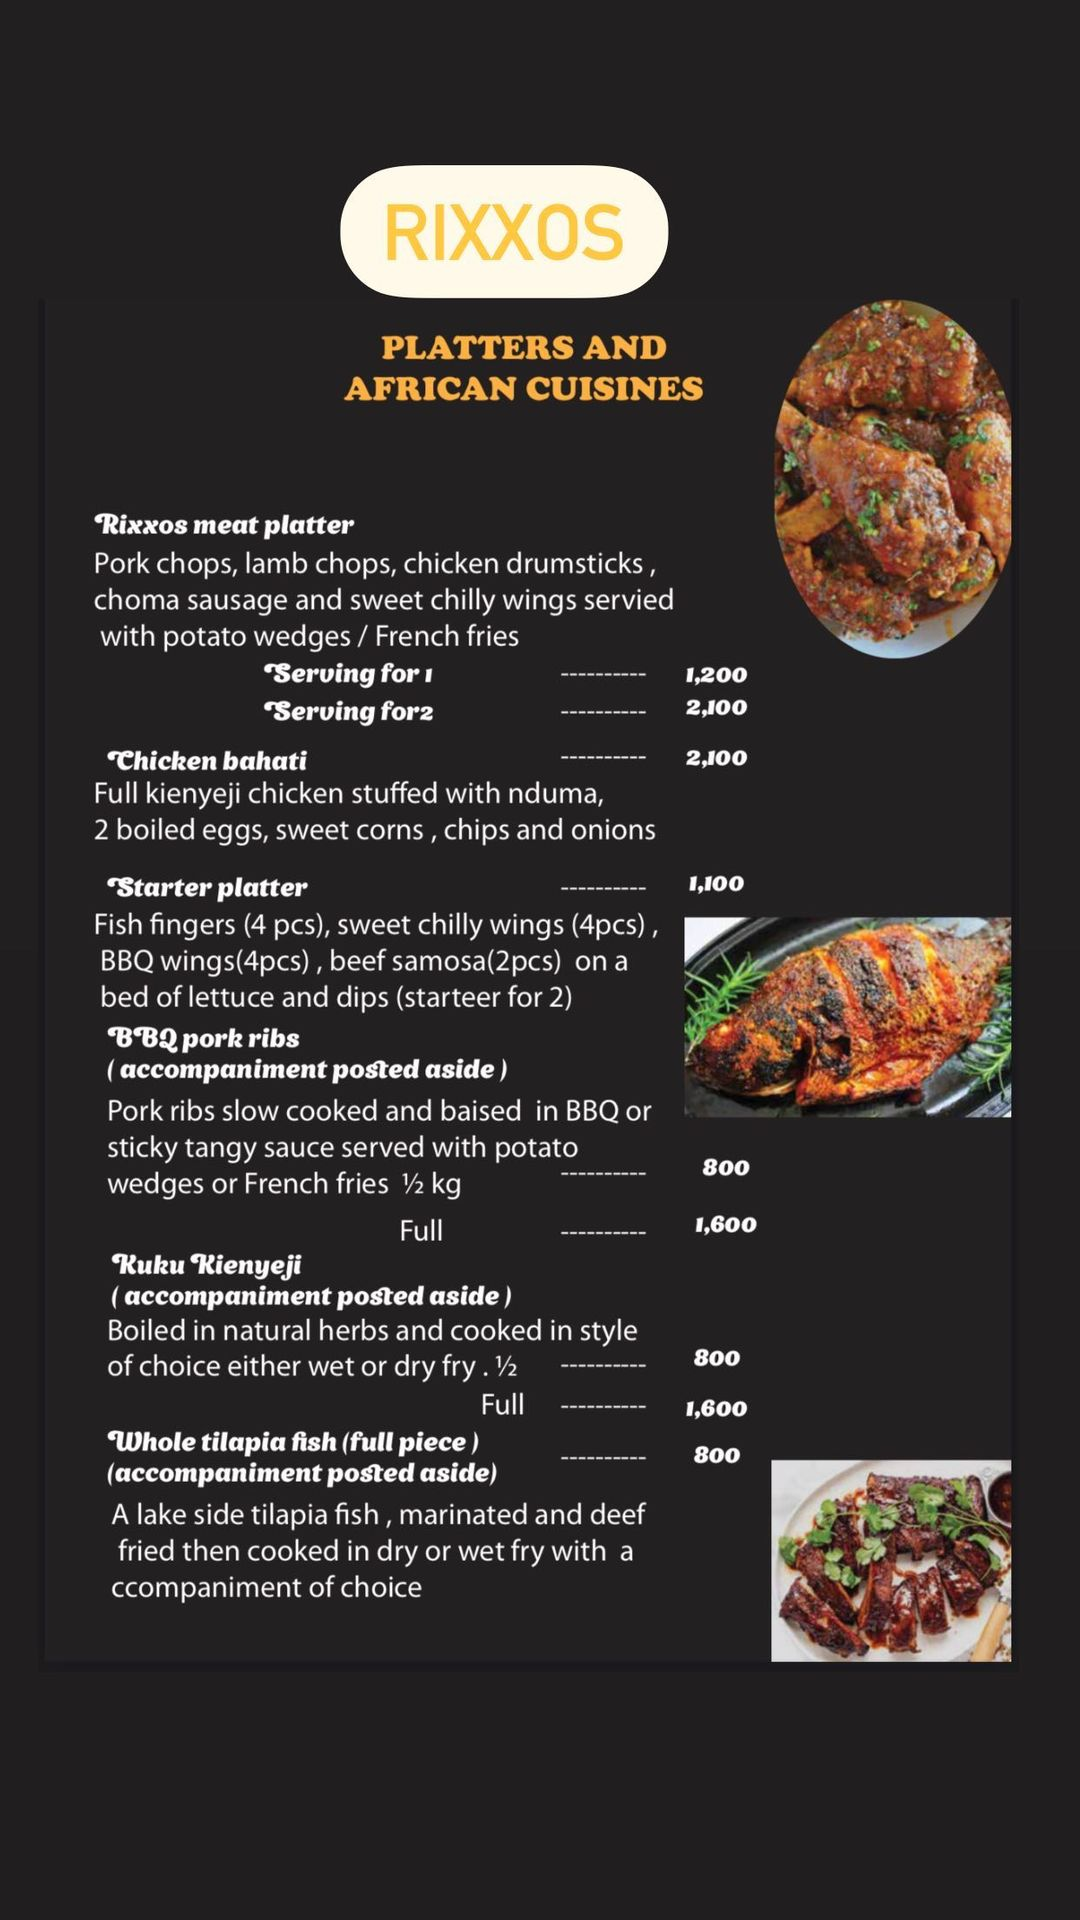 RIXXOS
PLATTERS AND
AFRICAN CUISINES
Rixxos meat platter
Pork chops, lamb chops, chicken drumsticks ,
choma sausage and sweet chilly wings servied
with potato wedges / French fries
Serving for 1 ---------- 1,200
Serving for2 ---------- 2,100
Chicken bahati ---------- 2,100
Full kienyeji chicken stuffed with nduma,
2 boiled eggs, sweet corns , chips and onions
Starter platter ---------- 1,100
Fish fingers (4 pcs), sweet chilly wings (4pcs) ,
BBQ wings(4pcs) , beef samosa(2pcs) on a
bed of lettuce and dips (starteer for 2)
BBQ pork ribs
( accompaniment posted aside )
Pork ribs slow cooked and baised in BBQ or
sticky tangy sauce served with potato
wedges or French fries ½ kg ---------- 800
Full ---------- 1,600
Kuku Kienyeji
( accompaniment posted aside )
Boiled in natural herbs and cooked in style
of choice either wet or dry fry . ½ ---------- 800
Full ---------- 1,600
Whole tilapia fish (full piece ) ---------- 800
(accompaniment posted aside)
A lake side tilapia fish , marinated and deef
fried then cooked in dry or wet fry with a
ccompaniment of choice